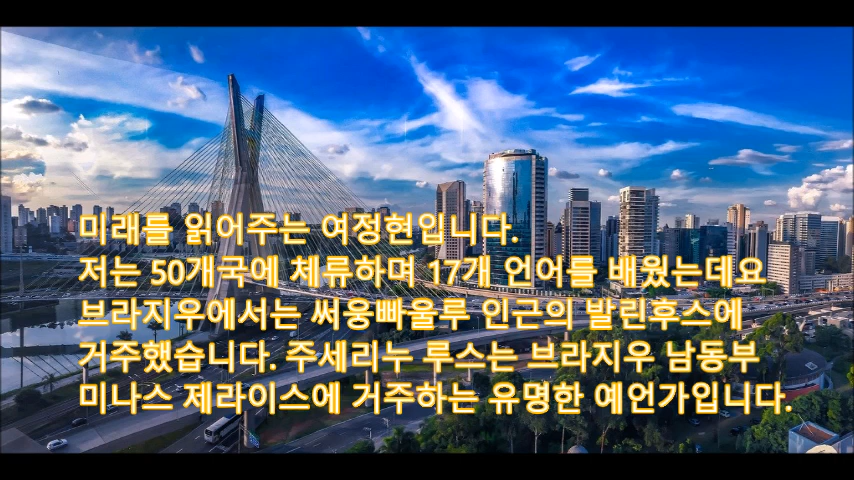 미래를 읽어주는 여정현입니다.
저는 50개국에 체류하며 17개 언어를 배웠는데요
브라지우에서는 써웅빠울루 인근의 발린후스에
거주했습니다. 주세리누 루스는 브라지우 남동부
미나스 제라이스에 거주하는 유명한 예언가입니다.